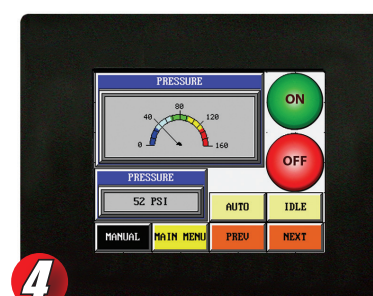 PRESSURE
ON
80
40
120
0
160
OFF
PRESSURE
52 PSI
AUTO
IDLE
MANUAL
MAIN MENU
PREV
NEXT
4